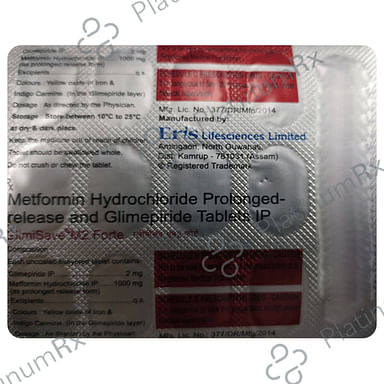 Glimepiride IP 2 mg
Metformin Hydrochloride IP 1000 mg
(as prolonged release form)
Excipients q.s
Colours : Yellow oxide of Iron &
Indigo Carmine. (In the Glimepiride layer)
Dosage : As directed by the Physician.
Storage : Store between 10°C to 25°C
at dry & dark place.
Keep the medicine out of reach of children.
Tablet should be swallowed whole.
Do not crush or chew the tablet.
Mfg. Lic. No.: 377/DR/Mfg/2014
Manufactured by:
Eris Lifesciences Limited
Amingaon, North Guwahati,
Dist. Kamrup - 781031 (Assam)
® Registered Trademark
Metformin Hydrochloride Prolonged-
release and Glimepiride Tablets IP
GlimiSave® M2 Forte
Composition:
Each uncoated bilayered tablet contains:
Glimepiride IP 2 mg
Metformin Hydrochloride IP 1000 mg
(as prolonged release form)
Excipients q.s
Colours : Yellow oxide of Iron &
Indigo Carmine. (In the Glimepiride layer)
Dosage : As directed by the Physician.
Mfg. Lic. No.: 377/DR/Mfg/2014
PlatinumRx